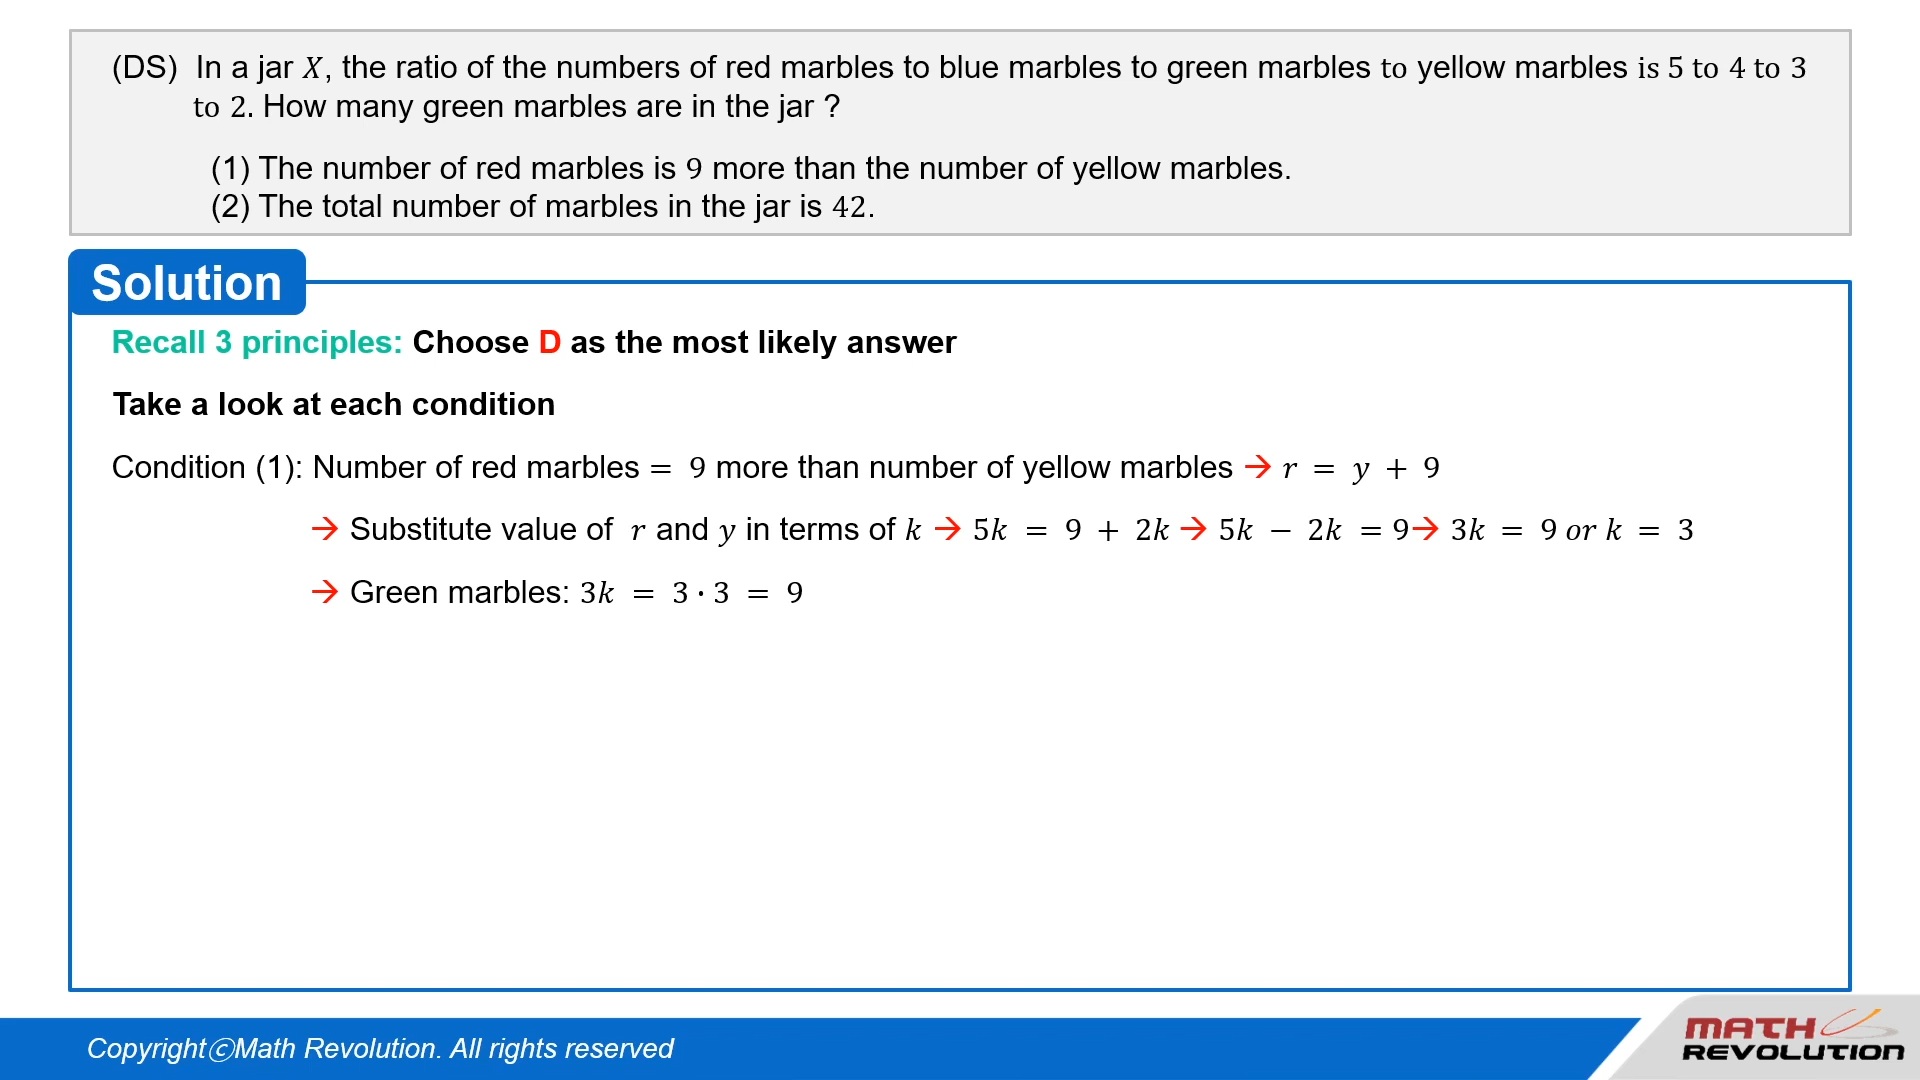 (DS) In a jar X, the ratio of the numbers of red marbles to blue marbles to green marbles to yellow marbles is 5 to 4 to 3
to 2. How many green marbles are in the jar ?
(1) The number of red marbles is 9 more than the number of yellow marbles.
(2) The total number of marbles in the jar is 42.
Solution
Recall 3 principles: Choose D as the most likely answer
Take a look at each condition
Condition (1): Number of red marbles = 9 more than number of yellow marbles → r = y + 9
→ Substitute value of r and y in terms of k → 5k = 9 + 2k → 5k − 2k = 9 → 3k = 9 or k = 3
→ Green marbles: 3k = 3 · 3 = 9
CopyrightⓒMath Revolution. All rights reserved
MATH
REVOLUTION